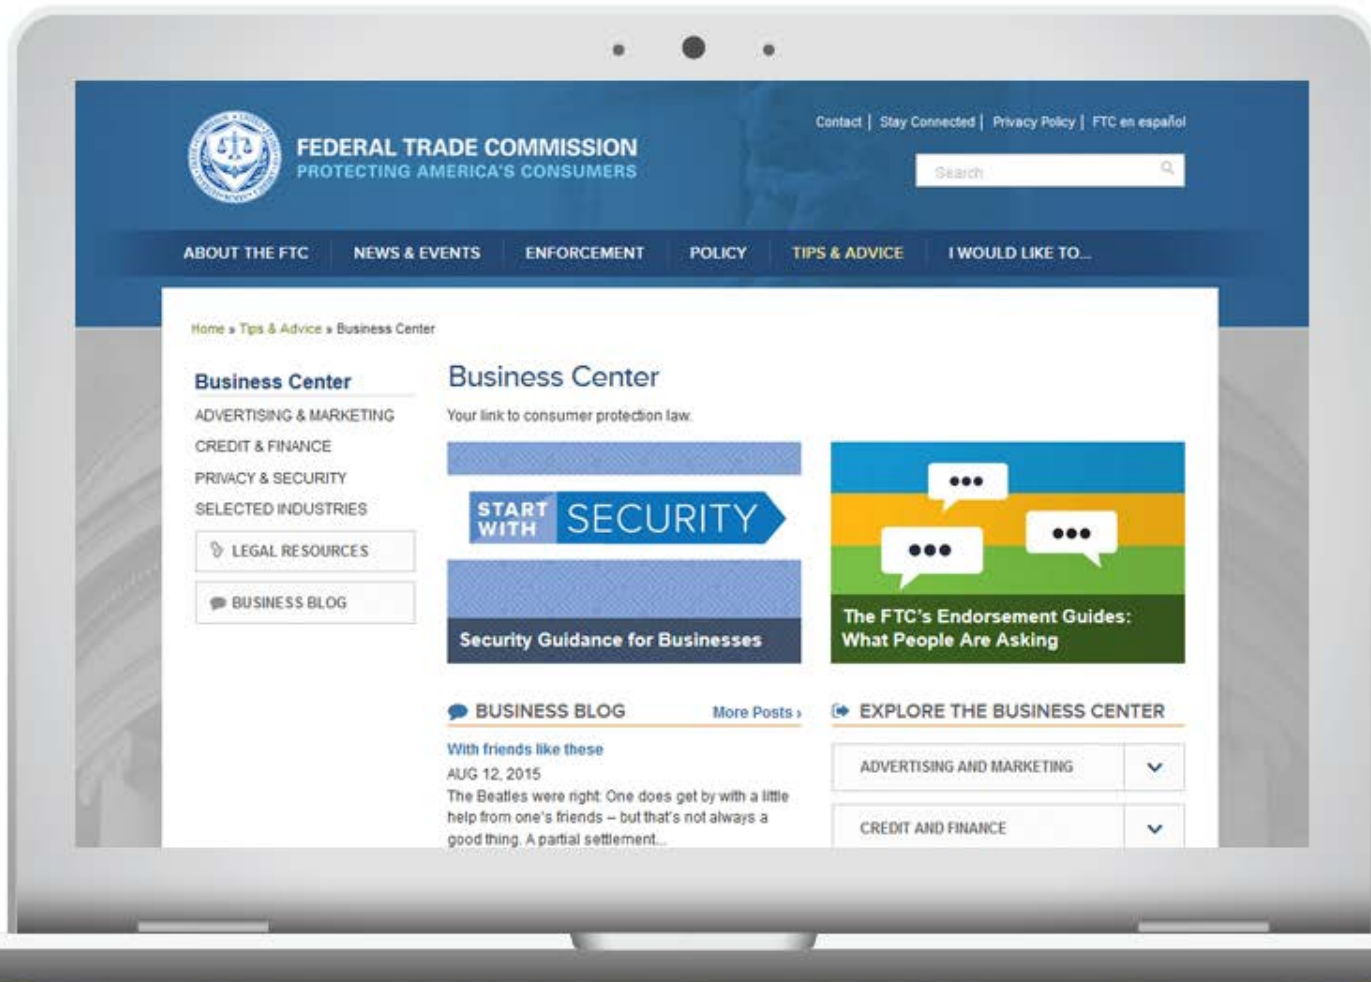 FEDERAL TRADE COMMISSION
PROTECTING AMERICA'S CONSUMERS
Contact | Stay Connected | Privacy Policy | FTC en español
Search
ABOUT THE FTC
NEWS & EVENTS
ENFORCEMENT
POLICY
TIPS & ADVICE
I WOULD LIKE TO...
Home » Tips & Advice » Business Center
Business Center
ADVERTISING & MARKETING
CREDIT & FINANCE
PRIVACY & SECURITY
SELECTED INDUSTRIES
LEGAL RESOURCES
BUSINESS BLOG
Business Center
Your link to consumer protection law.
START
WITH
SECURITY
Security Guidance for Businesses
The FTC's Endorsement Guides:
What People Are Asking
BUSINESS BLOG
More Posts ›
With friends like these
AUG 12, 2015
The Beatles were right: One does get by with a little
help from one's friends – but that's not always a
good thing. A partial settlement...
EXPLORE THE BUSINESS CENTER
ADVERTISING AND MARKETING
CREDIT AND FINANCE